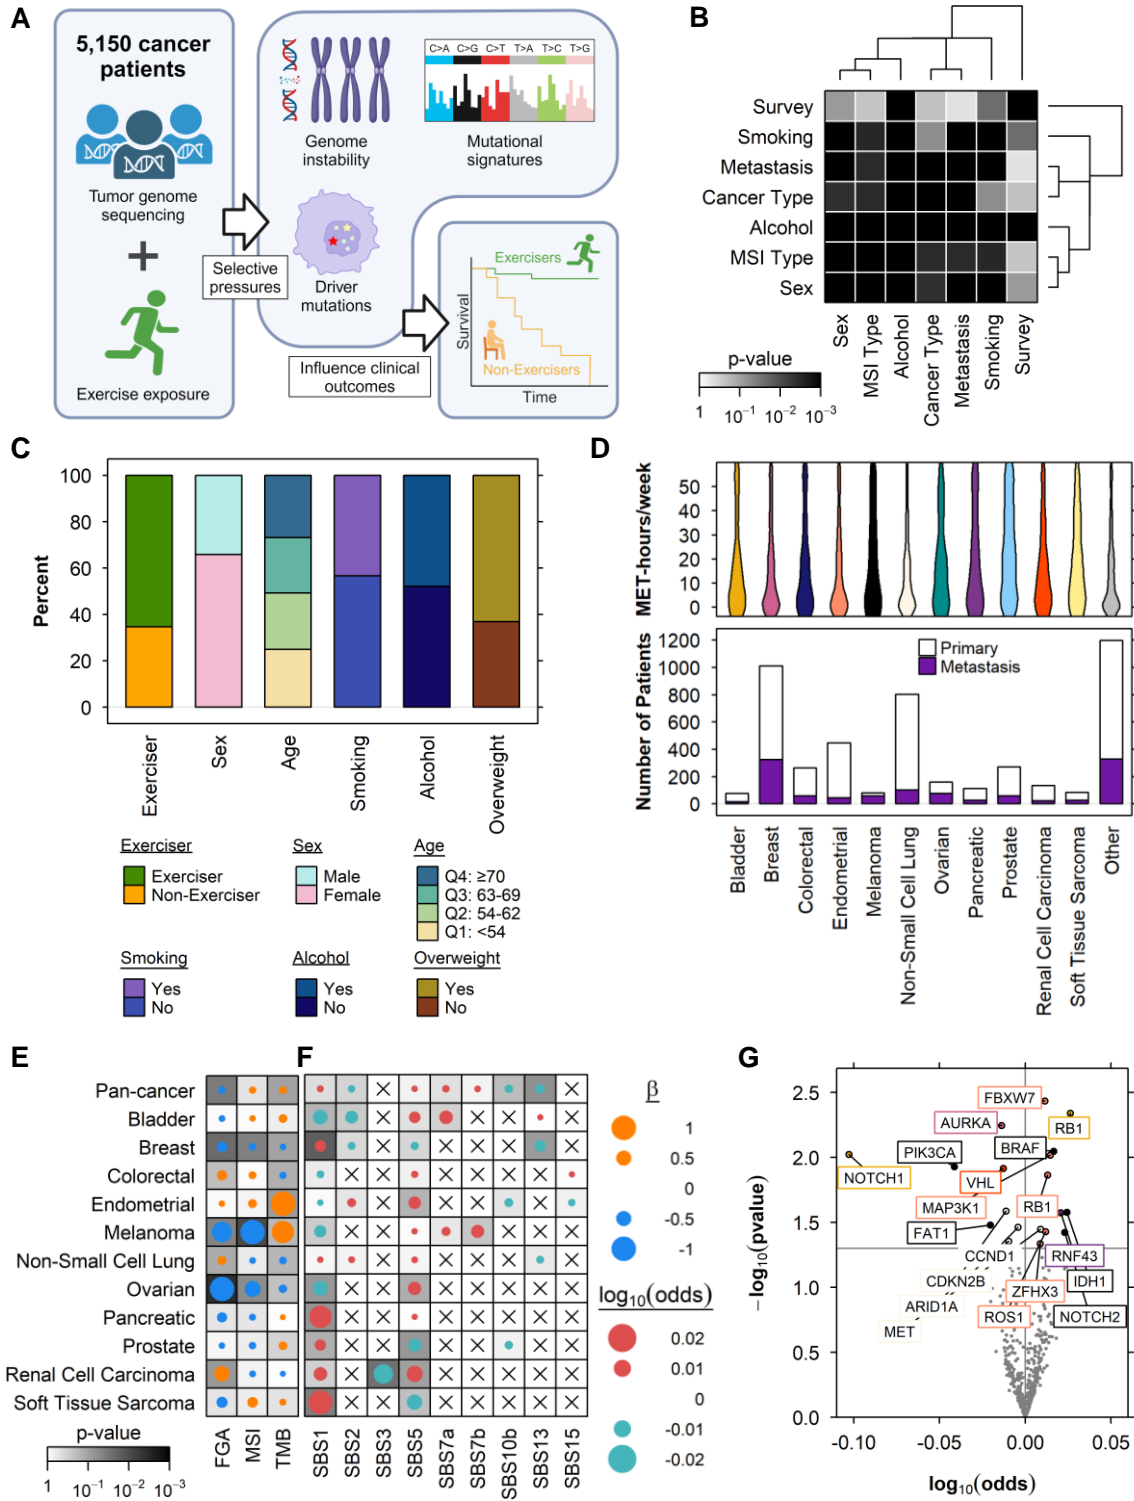 A
5,150 cancer
patients
Tumor genome
sequencing
Exercise exposure
Selective
pressures
Genome
instability
C>A C>G C>T T>A T>C T>G
Mutational
signatures
Driver
mutations
Influence clinical
outcomes
Survival
Exercisers
Non-Exercisers
Time
B
Survey
Smoking
Metastasis
Cancer Type
Alcohol
MSI Type
Sex
Sex
MSI Type
Alcohol
Cancer Type
Metastasis
Smoking
Survey
p-value
1 10⁻¹ 10⁻² 10⁻³
C
Percent
100
80
60
40
20
0
Exerciser
Sex
Age
Smoking
Alcohol
Overweight
Exerciser
Exerciser
Non-Exerciser
Sex
Male
Female
Age
Q4: ≥70
Q3: 63-69
Q2: 54-62
Q1: <54
Smoking
Yes
No
Alcohol
Yes
No
Overweight
Yes
No
D
MET-hours/week
50
40
30
20
10
0
Number of Patients
1200
1000
800
600
400
200
0
Primary
Metastasis
Bladder
Breast
Colorectal
Endometrial
Melanoma
Non-Small Cell Lung
Ovarian
Pancreatic
Prostate
Renal Cell Carcinoma
Soft Tissue Sarcoma
Other
E
Pan-cancer
Bladder
Breast
Colorectal
Endometrial
Melanoma
Non-Small Cell Lung
Ovarian
Pancreatic
Prostate
Renal Cell Carcinoma
Soft Tissue Sarcoma
FGA
MSI
TMB
p-value
1 10⁻¹ 10⁻² 10⁻³
F
SBS1
SBS2
SBS3
SBS5
SBS7a
SBS7b
SBS10b
SBS13
SBS15
β
1
0.5
0
-0.5
-1
log₁₀(odds)
0.02
0.01
0
-0.01
-0.02
G
−log₁₀(pvalue)
2.5
2.0
1.5
1.0
0.5
0.0
FBXW7
AURKA
RB1
PIK3CA
BRAF
NOTCH1
VHL
MAP3K1
RB1
FAT1
CCND1
RNF43
CDKN2B
IDH1
ZFHX3
ARID1A
ROS1
NOTCH2
MET
-0.10 -0.05 0.00 0.05
log₁₀(odds)